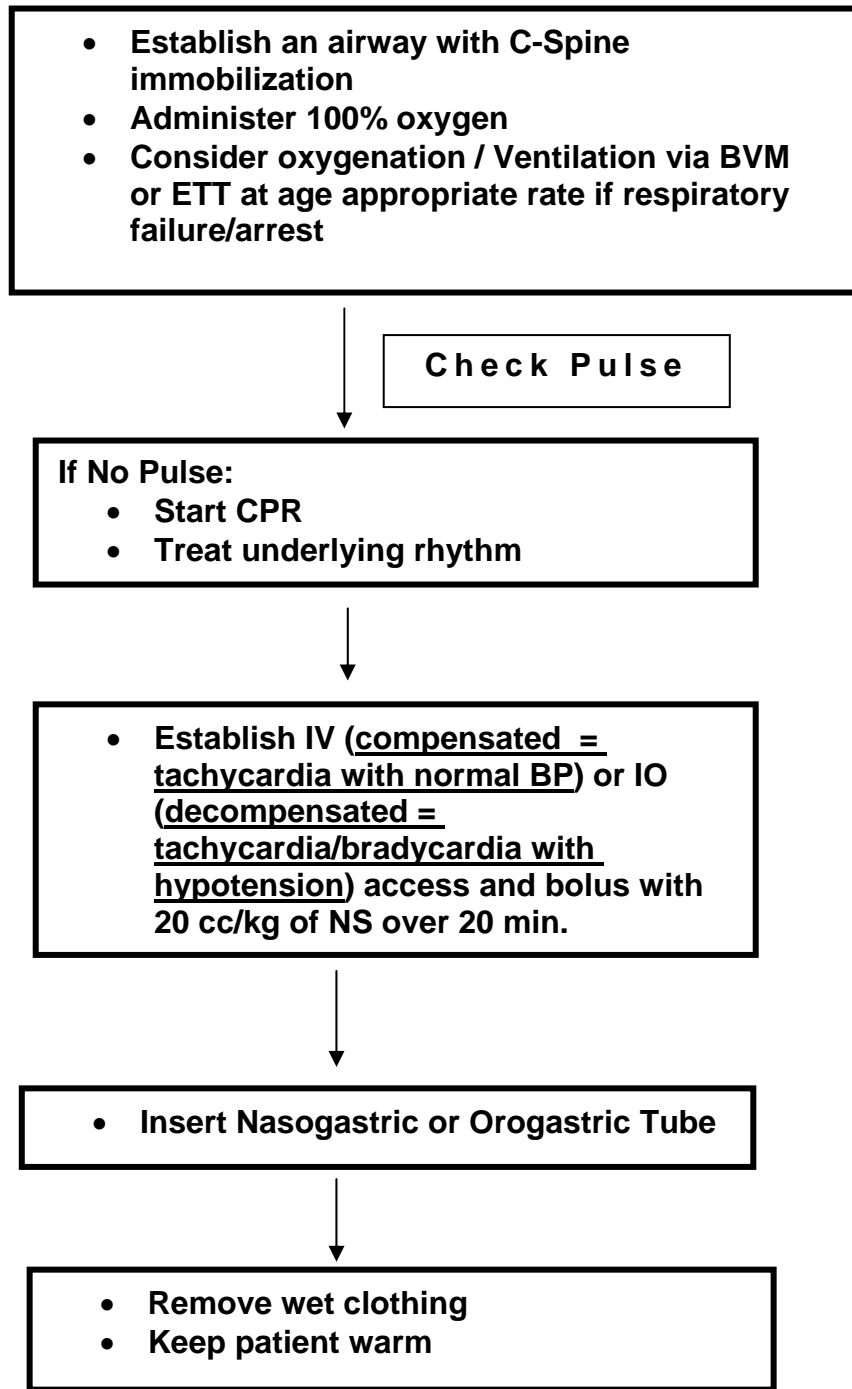 • Establish an airway with C-Spine
immobilization
• Administer 100% oxygen
• Consider oxygenation / Ventilation via BVM
or ETT at age appropriate rate if respiratory
failure/arrest
Check Pulse
If No Pulse:
• Start CPR
• Treat underlying rhythm
• Establish IV (compensated =
tachycardia with normal BP) or IO
(decompensated =
tachycardia/bradycardia with
hypotension) access and bolus with
20 cc/kg of NS over 20 min.
• Insert Nasogastric or Orogastric Tube
• Remove wet clothing
• Keep patient warm